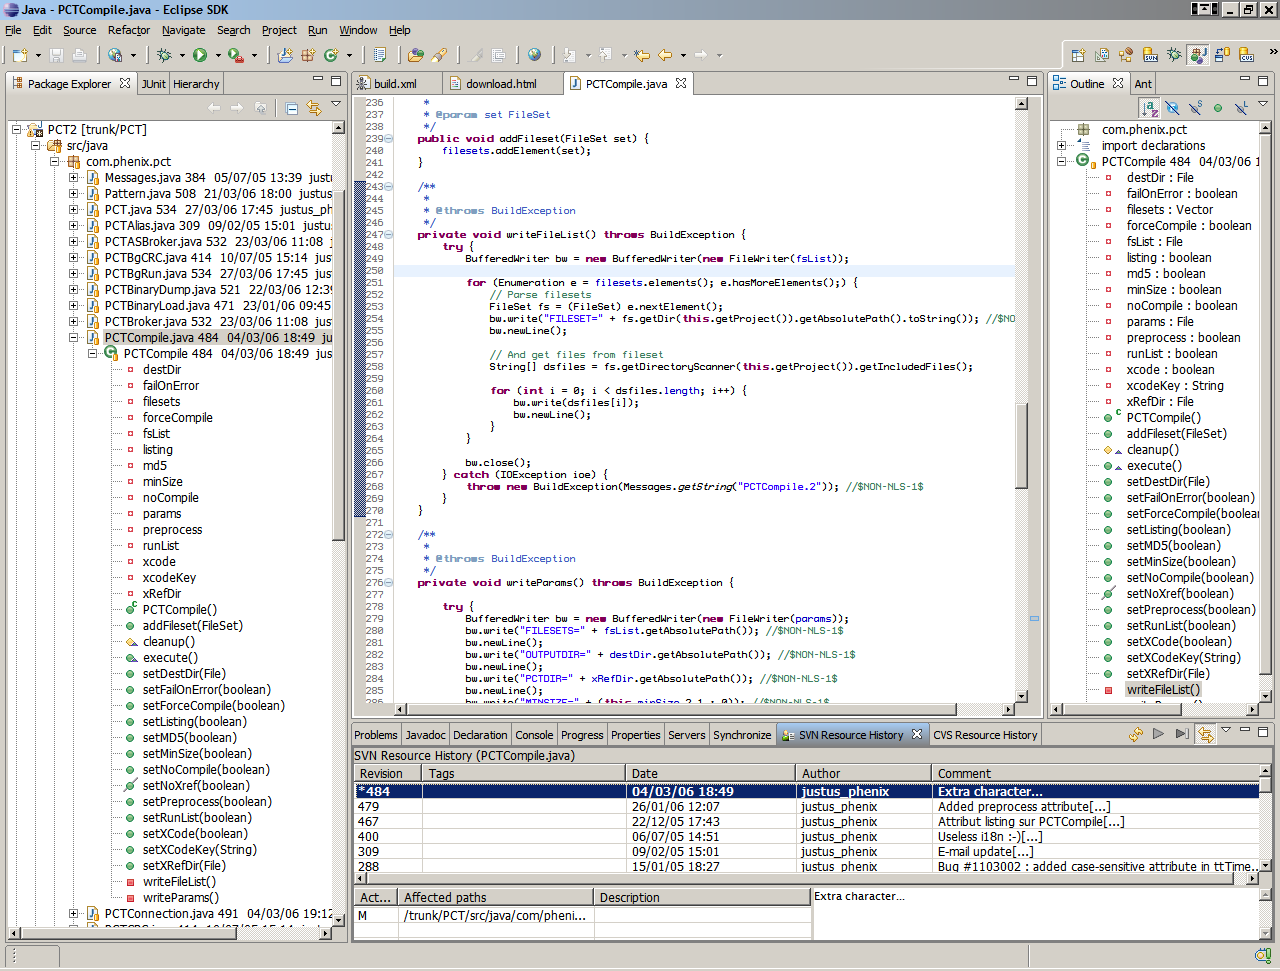 Java - PCTCompile.java - Eclipse SDK
File Edit Source Refactor Navigate Search Project Run Window Help
Package Explorer JUnit Hierarchy
PCT2 [trunk/PCT]
src/java
com.phenix.pct
Messages.java 384 05/07/05 13:39 justu
Pattern.java 508 21/03/06 18:00 justus_
PCT.java 534 27/03/06 17:45 justus_ph
PCTAlias.java 309 09/02/05 15:01 justus
PCTASBroker.java 532 23/03/06 11:08 j
PCTBgCRC.java 414 10/07/05 15:14 just
PCTBgRun.java 534 27/03/06 17:45 just
PCTBinaryDump.java 521 22/03/06 12:39
PCTBinaryLoad.java 471 23/01/06 09:45
PCTBroker.java 532 23/03/06 11:08 just
PCTCompile.java 484 04/03/06 18:49 ju
PCTCompile 484 04/03/06 18:49 jus
destDir
failOnError
filesets
forceCompile
fsList
listing
md5
minSize
noCompile
params
preprocess
runList
xcode
xcodeKey
xRefDir
PCTCompile()
addFileset(FileSet)
cleanup()
execute()
setDestDir(File)
setFailOnError(boolean)
setForceCompile(boolean)
setListing(boolean)
setMD5(boolean)
setMinSize(boolean)
setNoCompile(boolean)
setNoXref(boolean)
setPreprocess(boolean)
setRunList(boolean)
setXCode(boolean)
setXCodeKey(String)
setXRefDir(File)
writeFileList()
writeParams()
PCTConnection.java 491 04/03/06 19:12
build.xml download.html PCTCompile.java
236 *
237 * @param set FileSet
238 */
239 public void addFileset(FileSet set) {
240 filesets.addElement(set);
241 }
242
243 /**
244 *
245 * @throws BuildException
246 */
247 private void writeFileList() throws BuildException {
248 try {
249 BufferedWriter bw = new BufferedWriter(new FileWriter(fsList));
250
251 for (Enumeration e = filesets.elements(); e.hasMoreElements();) {
252 // Parse filesets
253 FileSet fs = (FileSet) e.nextElement();
254 bw.write("FILESET=" + fs.getDir(this.getProject()).getAbsolutePath().toString()); //$NO
255 bw.newLine();
256
257 // And get files from fileset
258 String[] dsfiles = fs.getDirectoryScanner(this.getProject()).getIncludedFiles();
259
260 for (int i = 0; i < dsfiles.length; i++) {
261 bw.write(dsfiles[i]);
262 bw.newLine();
263 }
264 }
265
266 bw.close();
267 } catch (IOException ioe) {
268 throw new BuildException(Messages.getString("PCTCompile.2")); //$NON-NLS-1$
269 }
270 }
271
272 /**
273 *
274 * @throws BuildException
275 */
276 private void writeParams() throws BuildException {
277
278 try {
279 BufferedWriter bw = new BufferedWriter(new FileWriter(params));
280 bw.write("FILESETS=" + fsList.getAbsolutePath()); //$NON-NLS-1$
281 bw.newLine();
282 bw.write("OUTPUTDIR=" + destDir.getAbsolutePath()); //$NON-NLS-1$
283 bw.newLine();
284 bw.write("PCTDIR=" + xRefDir.getAbsolutePath()); //$NON-NLS-1$
285 bw.newLine();
286 bw.write("MINSIZE=" + (this.minSize ? 1 : 0)); //$NON-NLS-1$
Outline Ant
com.phenix.pct
import declarations
PCTCompile 484 04/03/06 1
destDir : File
failOnError : boolean
filesets : Vector
forceCompile : boolean
fsList : File
listing : boolean
md5 : boolean
minSize : boolean
noCompile : boolean
params : File
preprocess : boolean
runList : boolean
xcode : boolean
xcodeKey : String
xRefDir : File
PCTCompile()
addFileset(FileSet)
cleanup()
execute()
setDestDir(File)
setFailOnError(boolean)
setForceCompile(boolean)
setListing(boolean)
setMD5(boolean)
setMinSize(boolean)
setNoCompile(boolean)
setNoXref(boolean)
setPreprocess(boolean)
setRunList(boolean)
setXCode(boolean)
setXCodeKey(String)
setXRefDir(File)
writeFileList()
Problems Javadoc Declaration Console Progress Properties Servers Synchronize SVN Resource History CVS Resource History
SVN Resource History (PCTCompile.java)
Revision Tags Date Author Comment
*484 04/03/06 18:49 justus_phenix Extra character...
479 26/01/06 12:07 justus_phenix Added preprocess attribute[...]
467 22/12/05 17:43 justus_phenix Attribut listing sur PCTCompile[...]
400 06/07/05 14:51 justus_phenix Useless i18n :-)[...]
309 09/02/05 15:01 justus_phenix E-mail update[...]
288 15/01/05 18:27 justus_phenix Bug #1103002 : added case-sensitive attribute in ttTime...
Act... Affected paths Description
M /trunk/PCT/src/java/com/pheni...
Extra character...